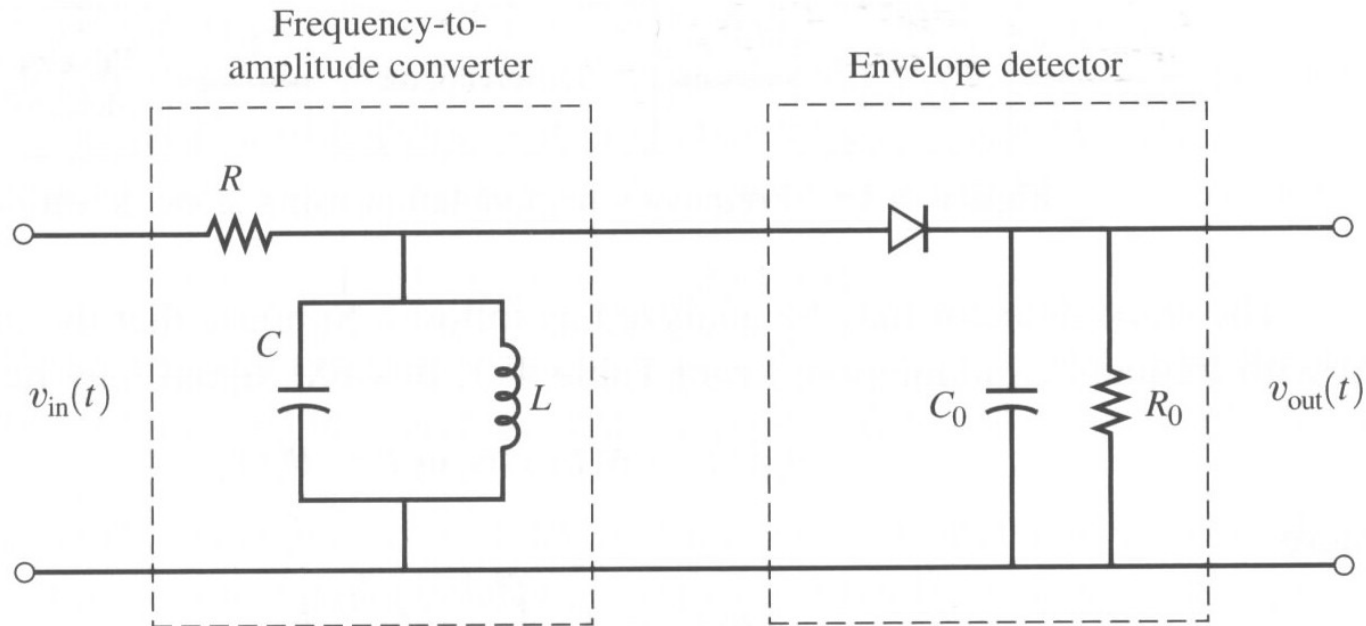 Frequency-to-
amplitude converter
Envelope detector
R
C
L
v_in(t)
C_0
R_0
v_out(t)